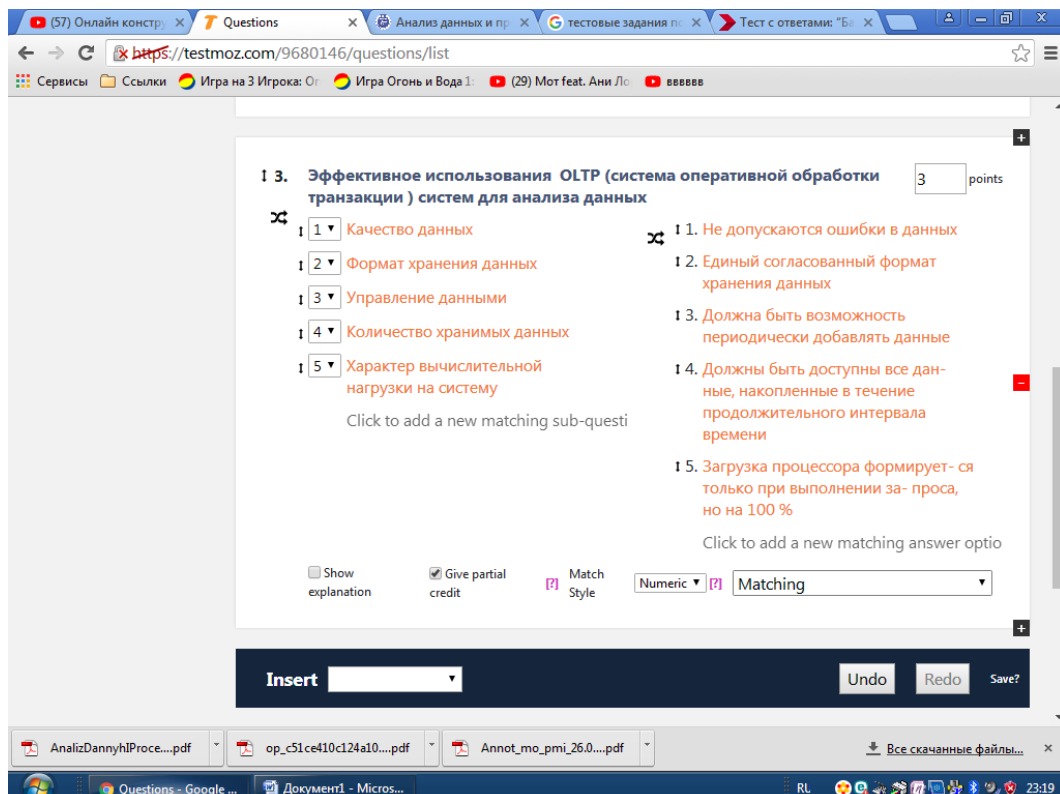 (57) Онлайн констру
Questions
Анализ данных и пр
тестовые задания по
Тест с ответами: "Ба
https://testmoz.com/9680146/questions/list
Сервисы
Ссылки
Игра на 3 Игрока: Ог
Игра Огонь и Вода 1:
(29) Мот feat. Ани Ло
вввввв
3. Эффективное использования OLTP (система оперативной обработки
транзакции ) систем для анализа данных
3 points
1 Качество данных
2 Формат хранения данных
3 Управление данными
4 Количество хранимых данных
5 Характер вычислительной
нагрузки на систему
Click to add a new matching sub-questi
1. Не допускаются ошибки в данных
2. Единый согласованный формат
хранения данных
3. Должна быть возможность
периодически добавлять данные
4. Должны быть доступны все дан-
ные, накопленные в течение
продолжительного интервала
времени
5. Загрузка процессора формирует- ся
только при выполнении за- проса,
но на 100 %
Click to add a new matching answer optio
Show
explanation
Give partial
credit
[?]
Match
Style
Numeric
[?]
Matching
Insert
Undo
Redo
Save?
AnalizDannyhIProce....pdf
op_c51ce410c124a10....pdf
Annot_mo_pmi_26.0....pdf
Все скачанные файлы...
Questions - Google ...
Документ1 - Micros...
RU
23:19